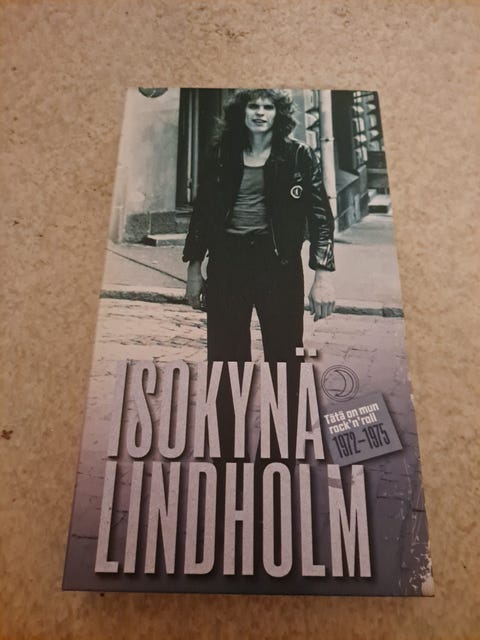 ISOKYNÄ
LINDHOLM
Tätä on mun
rock'n'roll
1972–1975